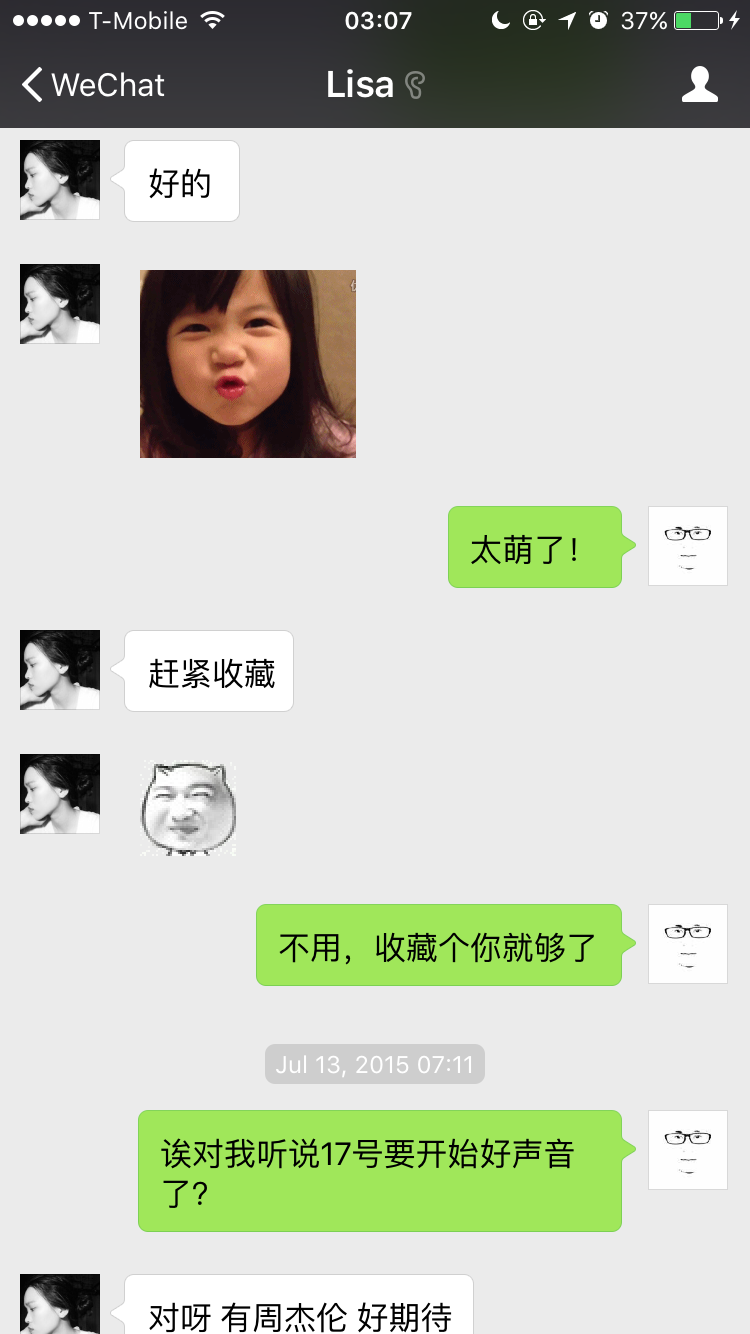 T-Mobile 03:07 37%
WeChat Lisa
好的
太萌了！
赶紧收藏
不用，收藏个你就够了
Jul 13, 2015 07:11
诶对我听说17号要开始好声音
了？
对呀 有周杰伦 好期待